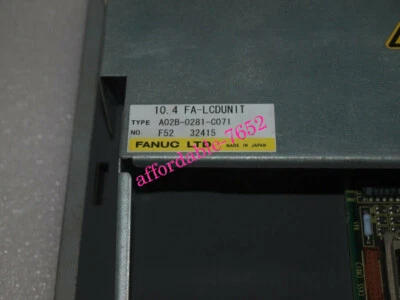 10.4 FA-LCDUNIT
TYPE A02B-0281-C071
NO. F52 32415
FANUC LTD MADE IN JAPAN
affordable-7652